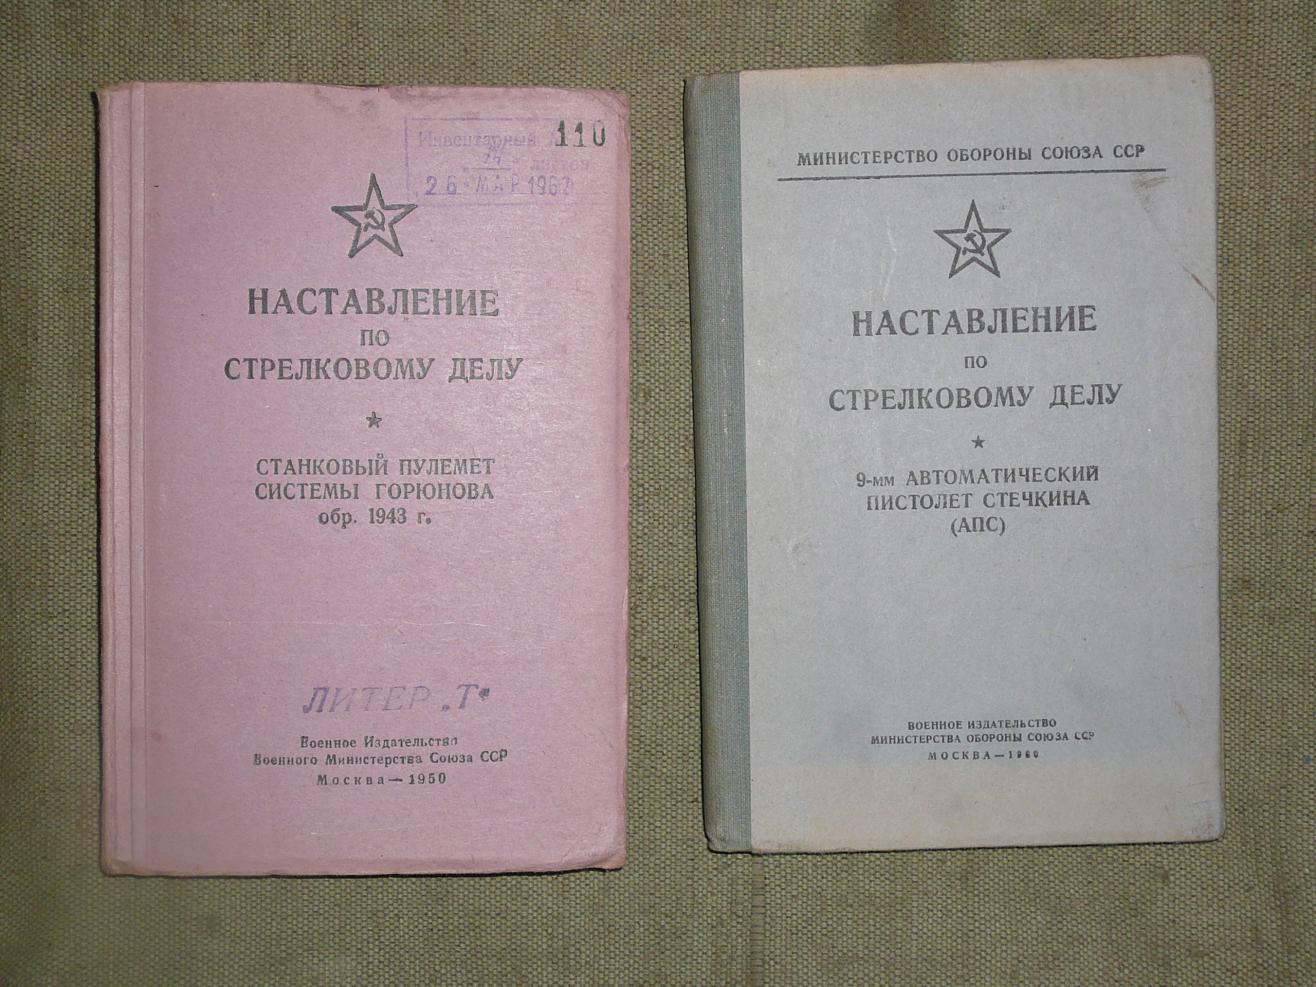 Инвентарный
110
26 МАР 196
НАСТАВЛЕНИЕ
ПО
СТРЕЛКОВОМУ ДЕЛУ
СТАНКОВЫЙ ПУЛЕМЕТ
СИСТЕМЫ ГОРЮНОВА
обр. 1943 г.
ЛИТЕР „Т“
Военное Издательство
Военного Министерства Союза ССР
Москва — 1950
МИНИСТЕРСТВО ОБОРОНЫ СОЮЗА ССР
НАСТАВЛЕНИЕ
ПО
СТРЕЛКОВОМУ ДЕЛУ
9-мм АВТОМАТИЧЕСКИЙ
ПИСТОЛЕТ СТЕЧКИНА
(АПС)
ВОЕННОЕ ИЗДАТЕЛЬСТВО
МИНИСТЕРСТВА ОБОРОНЫ СОЮЗА ССР
МОСКВА — 1960